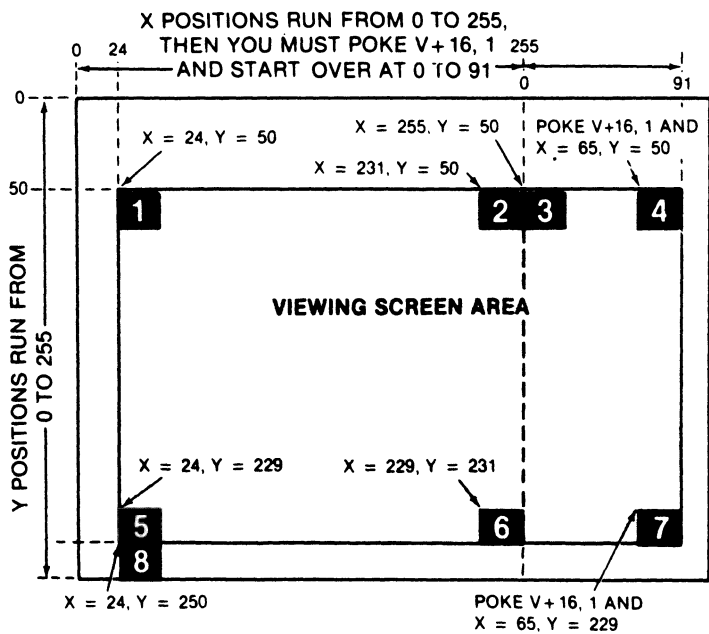 X POSITIONS RUN FROM 0 TO 255,
THEN YOU MUST POKE V+16, 1
AND START OVER AT 0 TO 91
0 24 255
0 91
0
X = 24, Y = 50
X = 255, Y = 50
POKE V+16, 1 AND
X = 65, Y = 50
X = 231, Y = 50
50
1 2 3 4
VIEWING SCREEN AREA
Y POSITIONS RUN FROM
0 TO 255
X = 24, Y = 229
X = 229, Y = 231
5 6 7
8
X = 24, Y = 250
POKE V+16, 1 AND
X = 65, Y = 229